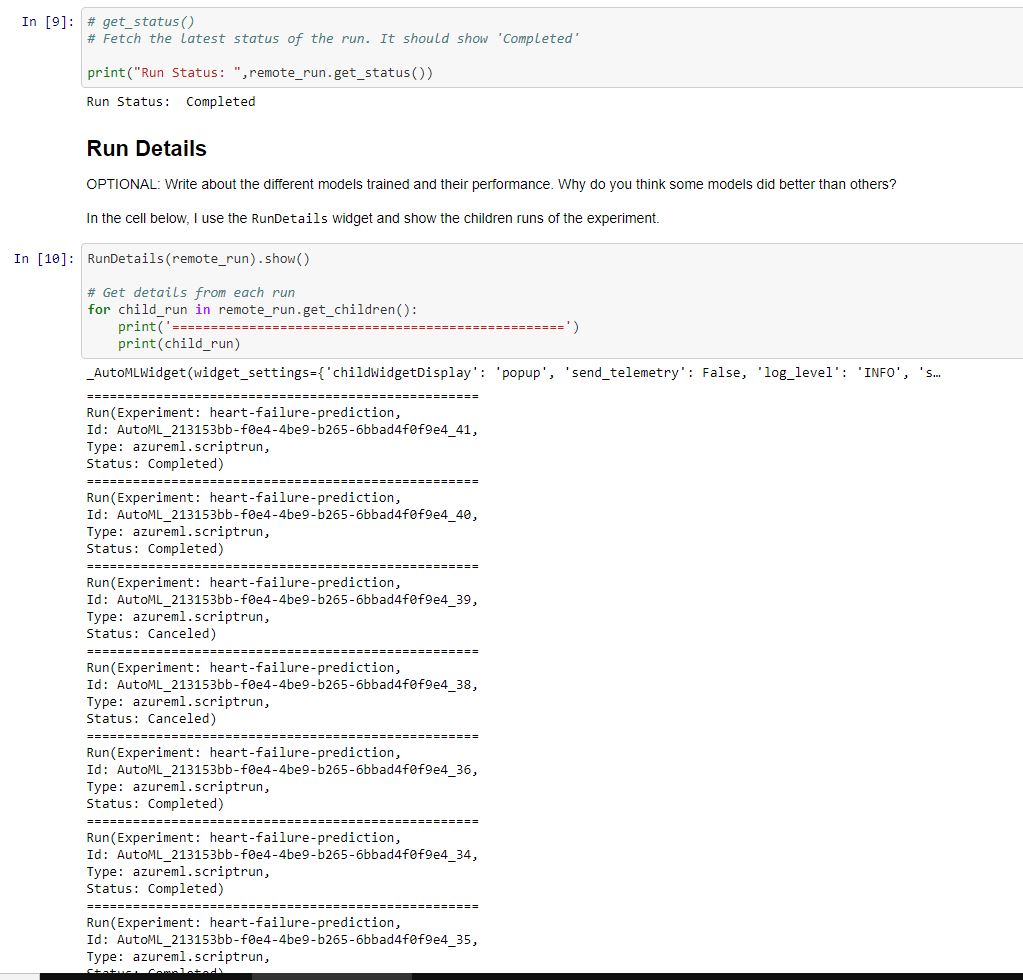 In [9]: # get_status()
# Fetch the latest status of the run. It should show 'Completed'
print("Run Status: ",remote_run.get_status())
Run Status:  Completed
Run Details
OPTIONAL: Write about the different models trained and their performance. Why do you think some models did better than others?
In the cell below, I use the RunDetails widget and show the children runs of the experiment.
In [10]: RunDetails(remote_run).show()
# Get details from each run
for child_run in remote_run.get_children():
    print('===================================================')
    print(child_run)
_AutoMLWidget(widget_settings={'childWidgetDisplay': 'popup', 'send_telemetry': False, 'log_level': 'INFO', 's…
===================================================
Run(Experiment: heart-failure-prediction,
Id: AutoML_213153bb-f0e4-4be9-b265-6bbad4f0f9e4_41,
Type: azureml.scriptrun,
Status: Completed)
===================================================
Run(Experiment: heart-failure-prediction,
Id: AutoML_213153bb-f0e4-4be9-b265-6bbad4f0f9e4_40,
Type: azureml.scriptrun,
Status: Completed)
===================================================
Run(Experiment: heart-failure-prediction,
Id: AutoML_213153bb-f0e4-4be9-b265-6bbad4f0f9e4_39,
Type: azureml.scriptrun,
Status: Canceled)
===================================================
Run(Experiment: heart-failure-prediction,
Id: AutoML_213153bb-f0e4-4be9-b265-6bbad4f0f9e4_38,
Type: azureml.scriptrun,
Status: Canceled)
===================================================
Run(Experiment: heart-failure-prediction,
Id: AutoML_213153bb-f0e4-4be9-b265-6bbad4f0f9e4_36,
Type: azureml.scriptrun,
Status: Completed)
===================================================
Run(Experiment: heart-failure-prediction,
Id: AutoML_213153bb-f0e4-4be9-b265-6bbad4f0f9e4_34,
Type: azureml.scriptrun,
Status: Completed)
===================================================
Run(Experiment: heart-failure-prediction,
Id: AutoML_213153bb-f0e4-4be9-b265-6bbad4f0f9e4_35,
Type: azureml.scriptrun,
Status: Completed)